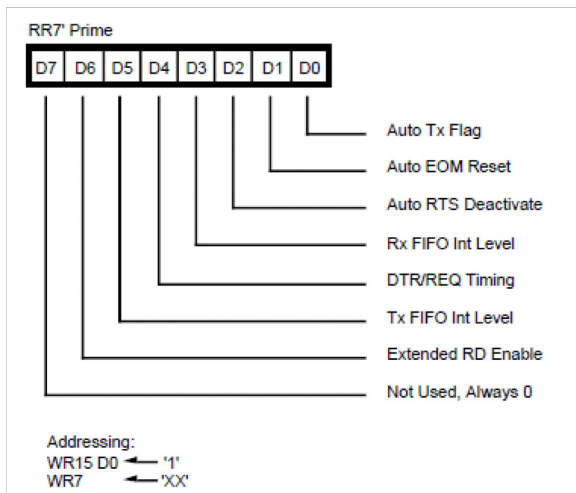 RR7' Prime
D7 D6 D5 D4 D3 D2 D1 D0
Auto Tx Flag
Auto EOM Reset
Auto RTS Deactivate
Rx FIFO Int Level
DTR/REQ Timing
Tx FIFO Int Level
Extended RD Enable
Not Used, Always 0
Addressing:
WR15 D0 '1'
WR7 'XX'